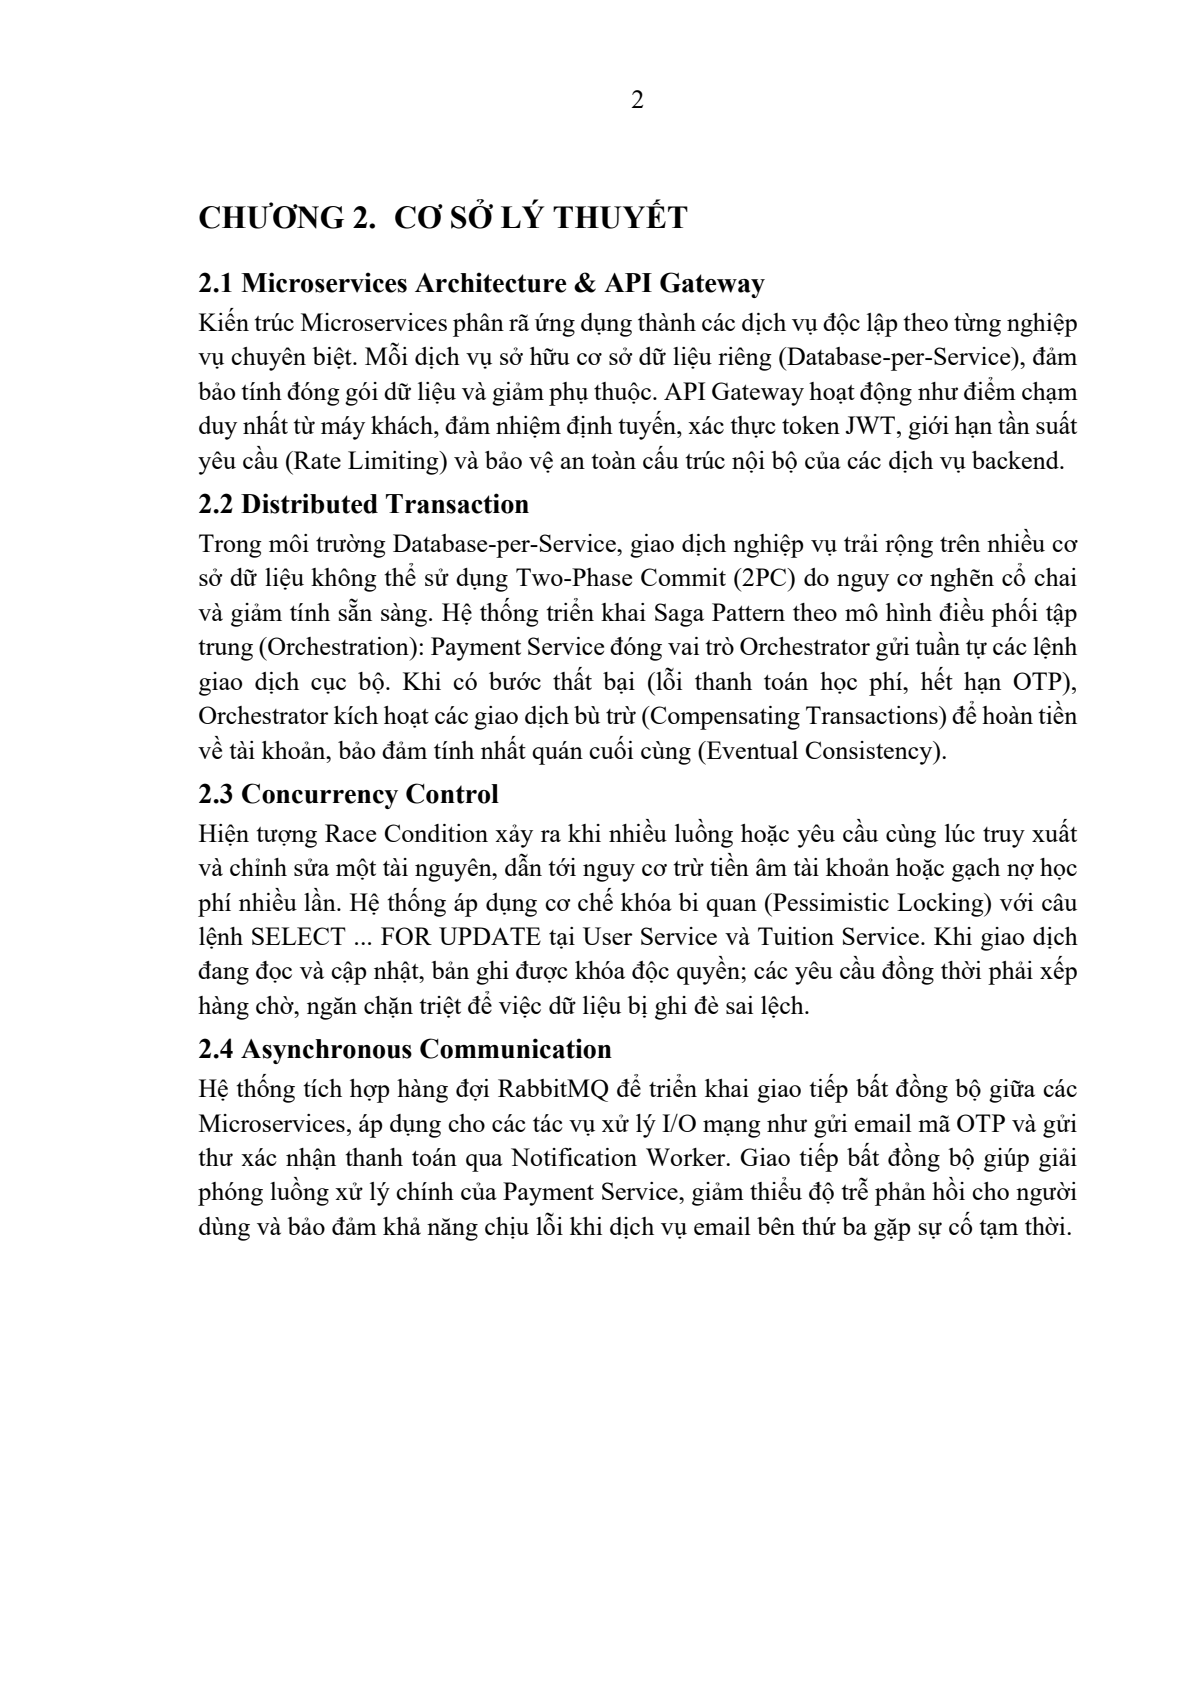 2
CHƯƠNG 2. CƠ SỞ LÝ THUYẾT
2.1 Microservices Architecture & API Gateway
Kiến trúc Microservices phân rã ứng dụng thành các dịch vụ độc lập theo từng nghiệp
vụ chuyên biệt. Mỗi dịch vụ sở hữu cơ sở dữ liệu riêng (Database-per-Service), đảm
bảo tính đóng gói dữ liệu và giảm phụ thuộc. API Gateway hoạt động như điểm chạm
duy nhất từ máy khách, đảm nhiệm định tuyến, xác thực token JWT, giới hạn tần suất
yêu cầu (Rate Limiting) và bảo vệ an toàn cấu trúc nội bộ của các dịch vụ backend.
2.2 Distributed Transaction
Trong môi trường Database-per-Service, giao dịch nghiệp vụ trải rộng trên nhiều cơ
sở dữ liệu không thể sử dụng Two-Phase Commit (2PC) do nguy cơ nghẽn cổ chai
và giảm tính sẵn sàng. Hệ thống triển khai Saga Pattern theo mô hình điều phối tập
trung (Orchestration): Payment Service đóng vai trò Orchestrator gửi tuần tự các lệnh
giao dịch cục bộ. Khi có bước thất bại (lỗi thanh toán học phí, hết hạn OTP),
Orchestrator kích hoạt các giao dịch bù trừ (Compensating Transactions) để hoàn tiền
về tài khoản, bảo đảm tính nhất quán cuối cùng (Eventual Consistency).
2.3 Concurrency Control
Hiện tượng Race Condition xảy ra khi nhiều luồng hoặc yêu cầu cùng lúc truy xuất
và chỉnh sửa một tài nguyên, dẫn tới nguy cơ trừ tiền âm tài khoản hoặc gạch nợ học
phí nhiều lần. Hệ thống áp dụng cơ chế khóa bi quan (Pessimistic Locking) với câu
lệnh SELECT ... FOR UPDATE tại User Service và Tuition Service. Khi giao dịch
đang đọc và cập nhật, bản ghi được khóa độc quyền; các yêu cầu đồng thời phải xếp
hàng chờ, ngăn chặn triệt để việc dữ liệu bị ghi đè sai lệch.
2.4 Asynchronous Communication
Hệ thống tích hợp hàng đợi RabbitMQ để triển khai giao tiếp bất đồng bộ giữa các
Microservices, áp dụng cho các tác vụ xử lý I/O mạng như gửi email mã OTP và gửi
thư xác nhận thanh toán qua Notification Worker. Giao tiếp bất đồng bộ giúp giải
phóng luồng xử lý chính của Payment Service, giảm thiểu độ trễ phản hồi cho người
dùng và bảo đảm khả năng chịu lỗi khi dịch vụ email bên thứ ba gặp sự cố tạm thời.